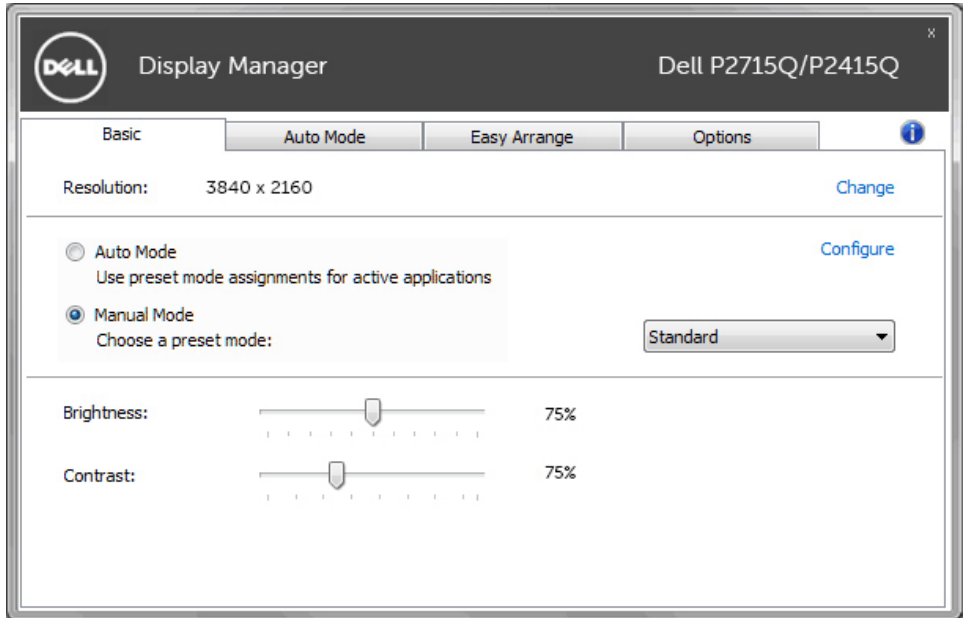 DELL Display Manager Dell P2715Q/P2415Q
x
Basic Auto Mode Easy Arrange Options i
Resolution: 3840 x 2160 Change
Auto Mode Configure
Use preset mode assignments for active applications
Manual Mode
Choose a preset mode: Standard
Brightness: 75%
Contrast: 75%